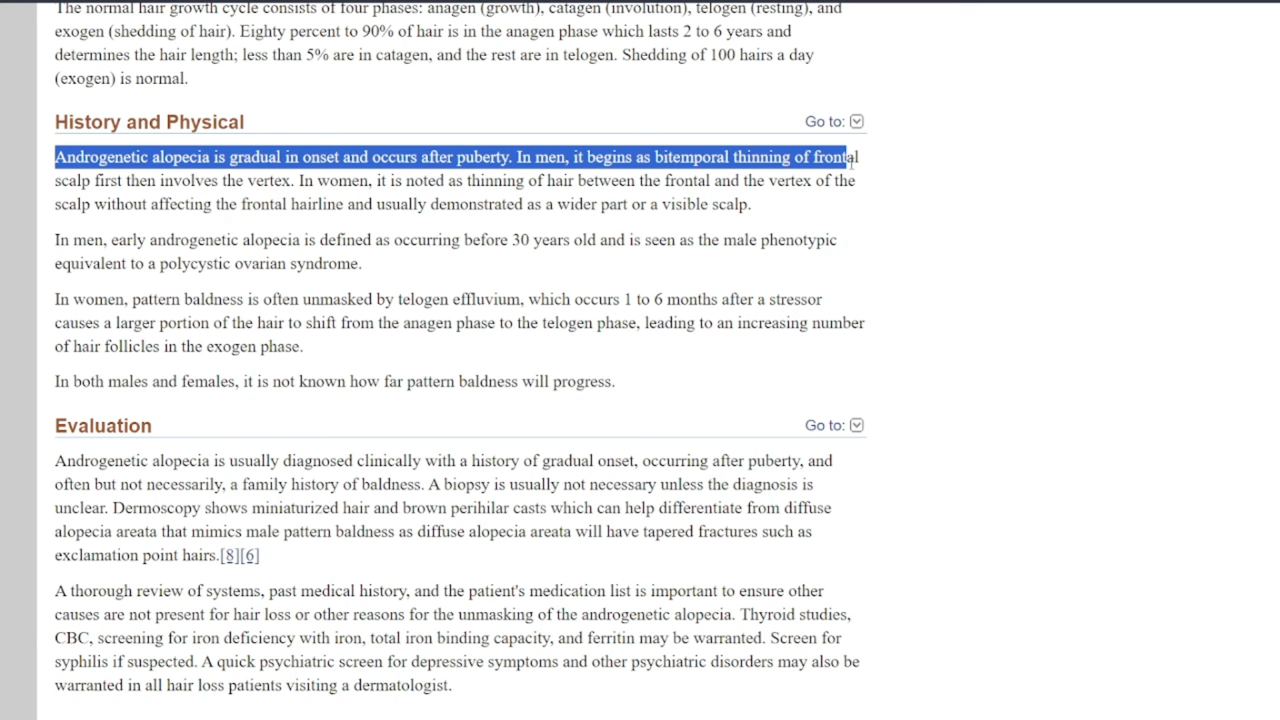 The normal hair growth cycle consists of four phases: anagen (growth), catagen (involution), telogen (resting), and
exogen (shedding of hair). Eighty percent to 90% of hair is in the anagen phase which lasts 2 to 6 years and
determines the hair length; less than 5% are in catagen, and the rest are in telogen. Shedding of 100 hairs a day
(exogen) is normal.
History and Physical Go to:
Androgenetic alopecia is gradual in onset and occurs after puberty. In men, it begins as bitemporal thinning of frontal
scalp first then involves the vertex. In women, it is noted as thinning of hair between the frontal and the vertex of the
scalp without affecting the frontal hairline and usually demonstrated as a wider part or a visible scalp.
In men, early androgenetic alopecia is defined as occurring before 30 years old and is seen as the male phenotypic
equivalent to a polycystic ovarian syndrome.
In women, pattern baldness is often unmasked by telogen effluvium, which occurs 1 to 6 months after a stressor
causes a larger portion of the hair to shift from the anagen phase to the telogen phase, leading to an increasing number
of hair follicles in the exogen phase.
In both males and females, it is not known how far pattern baldness will progress.
Evaluation Go to:
Androgenetic alopecia is usually diagnosed clinically with a history of gradual onset, occurring after puberty, and
often but not necessarily, a family history of baldness. A biopsy is usually not necessary unless the diagnosis is
unclear. Dermoscopy shows miniaturized hair and brown perihilar casts which can help differentiate from diffuse
alopecia areata that mimics male pattern baldness as diffuse alopecia areata will have tapered fractures such as
exclamation point hairs.[8][6]
A thorough review of systems, past medical history, and the patient's medication list is important to ensure other
causes are not present for hair loss or other reasons for the unmasking of the androgenetic alopecia. Thyroid studies,
CBC, screening for iron deficiency with iron, total iron binding capacity, and ferritin may be warranted. Screen for
syphilis if suspected. A quick psychiatric screen for depressive symptoms and other psychiatric disorders may also be
warranted in all hair loss patients visiting a dermatologist.